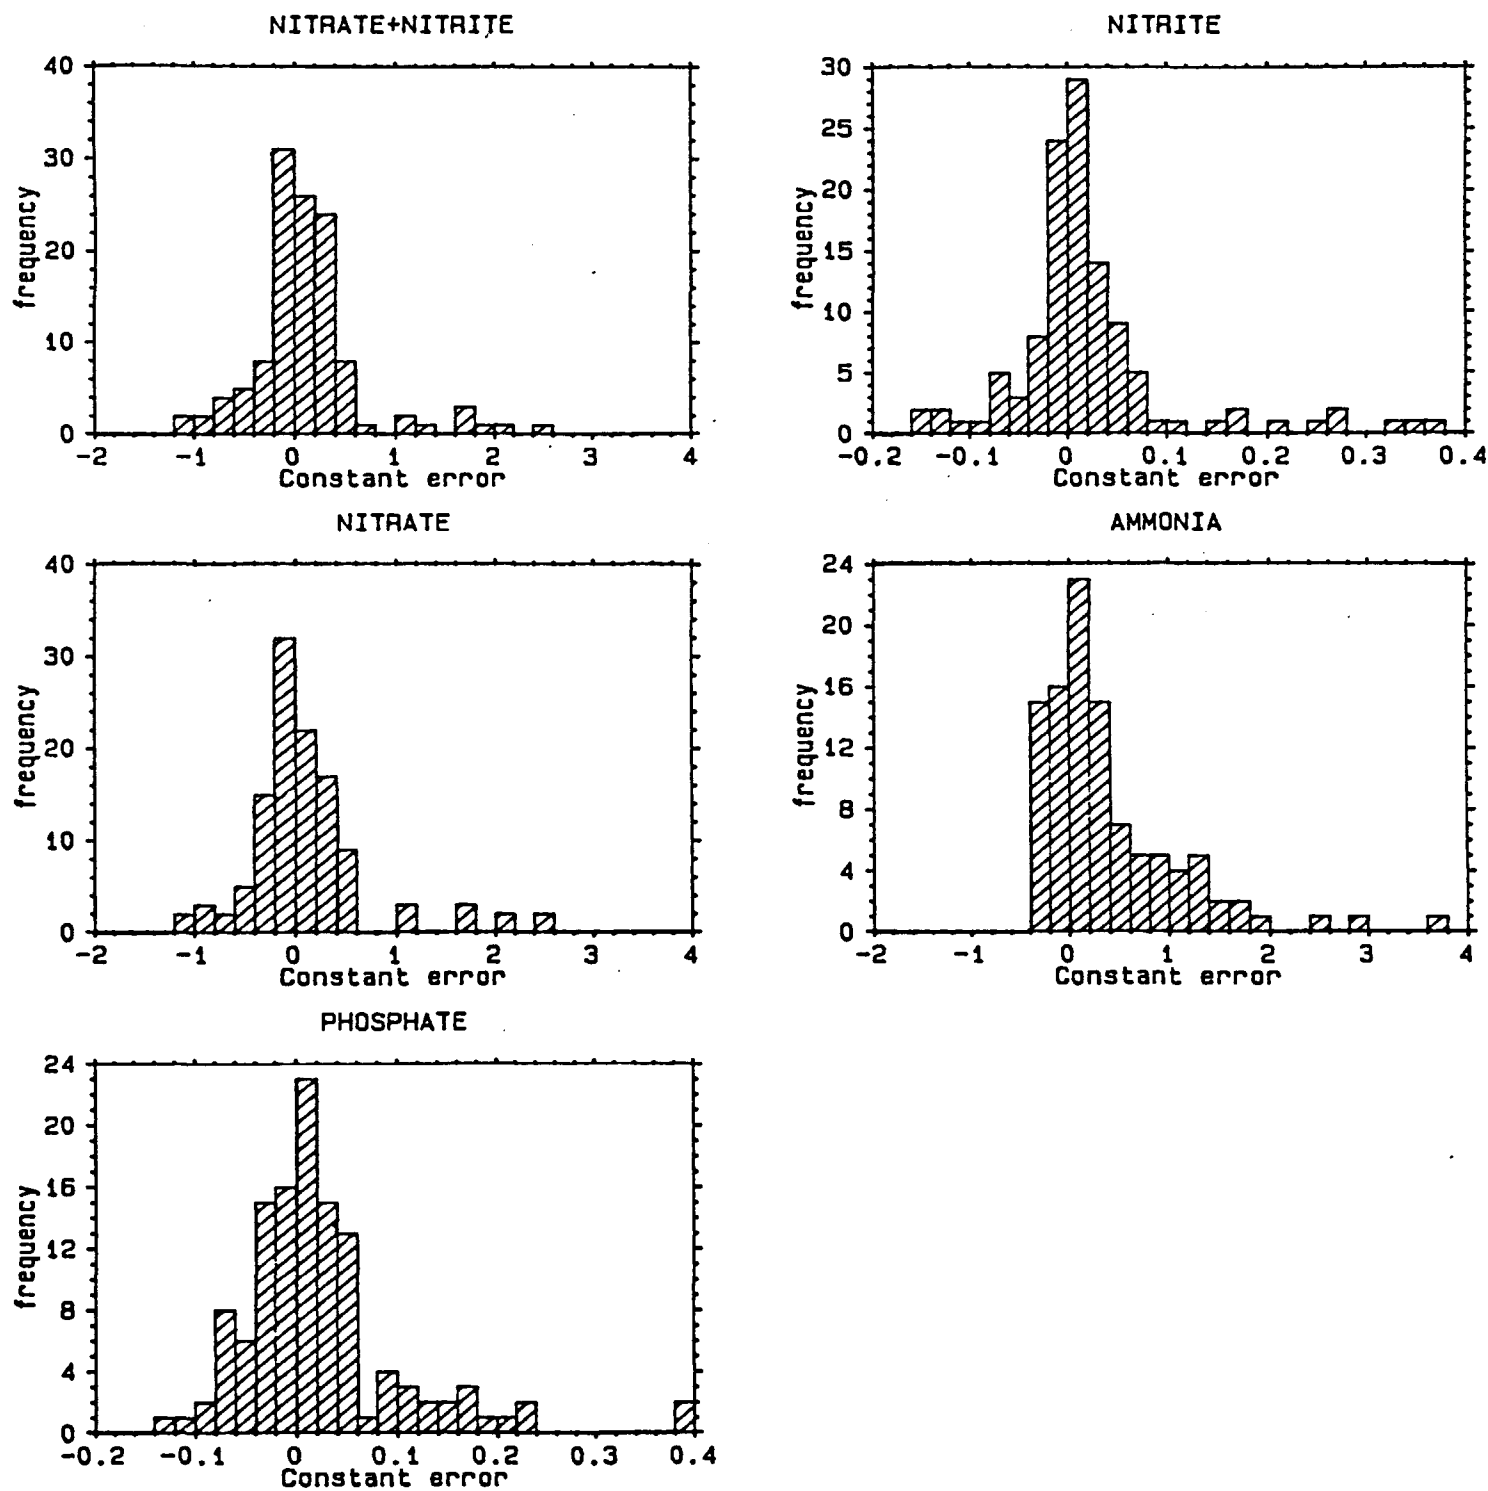 NITRATE+NITRITE
40
30
20
10
0
frequency
-2 -1 0 1 2 3 4
Constant error
NITRITE
30
25
20
15
10
5
0
frequency
-0.2 -0.1 0 0.1 0.2 0.3 0.4
Constant error
NITRATE
40
30
20
10
0
frequency
-2 -1 0 1 2 3 4
Constant error
AMMONIA
24
20
16
12
8
4
0
frequency
-2 -1 0 1 2 3 4
Constant error
PHOSPHATE
24
20
16
12
8
4
0
frequency
-0.2 -0.1 0 0.1 0.2 0.3 0.4
Constant error